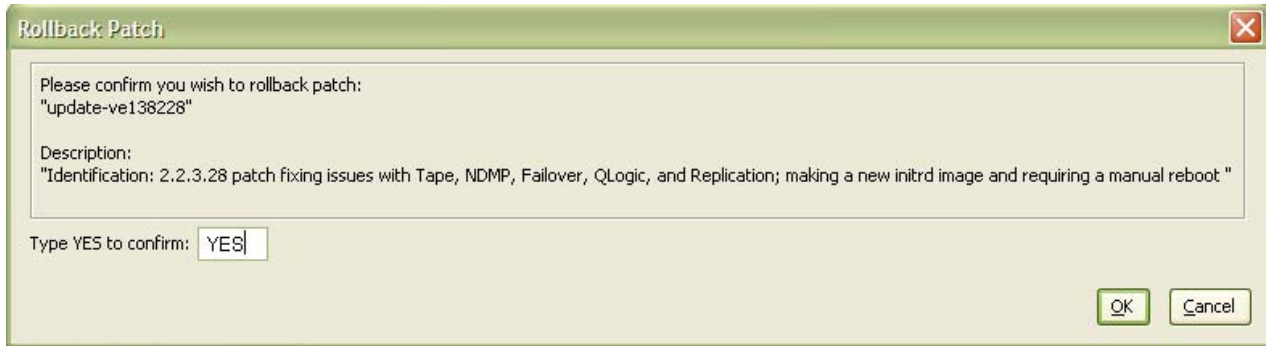 Rollback Patch
Please confirm you wish to rollback patch:
"update-ve138228"
Description:
"Identification: 2.2.3.28 patch fixing issues with Tape, NDMP, Failover, QLogic, and Replication; making a new initrd image and requiring a manual reboot "
Type YES to confirm: YES
OK Cancel